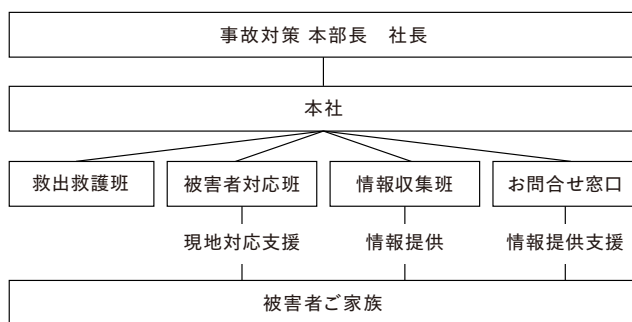 事故対策 本部長　社長
本社
救出救護班
被害者対応班
情報収集班
お問合せ窓口
現地対応支援
情報提供
情報提供支援
被害者ご家族